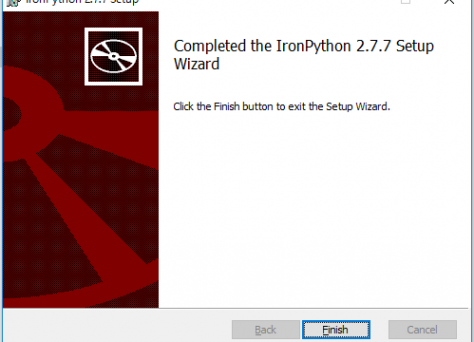 IronPython 2.7.7 Setup
Completed the IronPython 2.7.7 Setup
Wizard
Click the Finish button to exit the Setup Wizard.
Back Finish Cancel